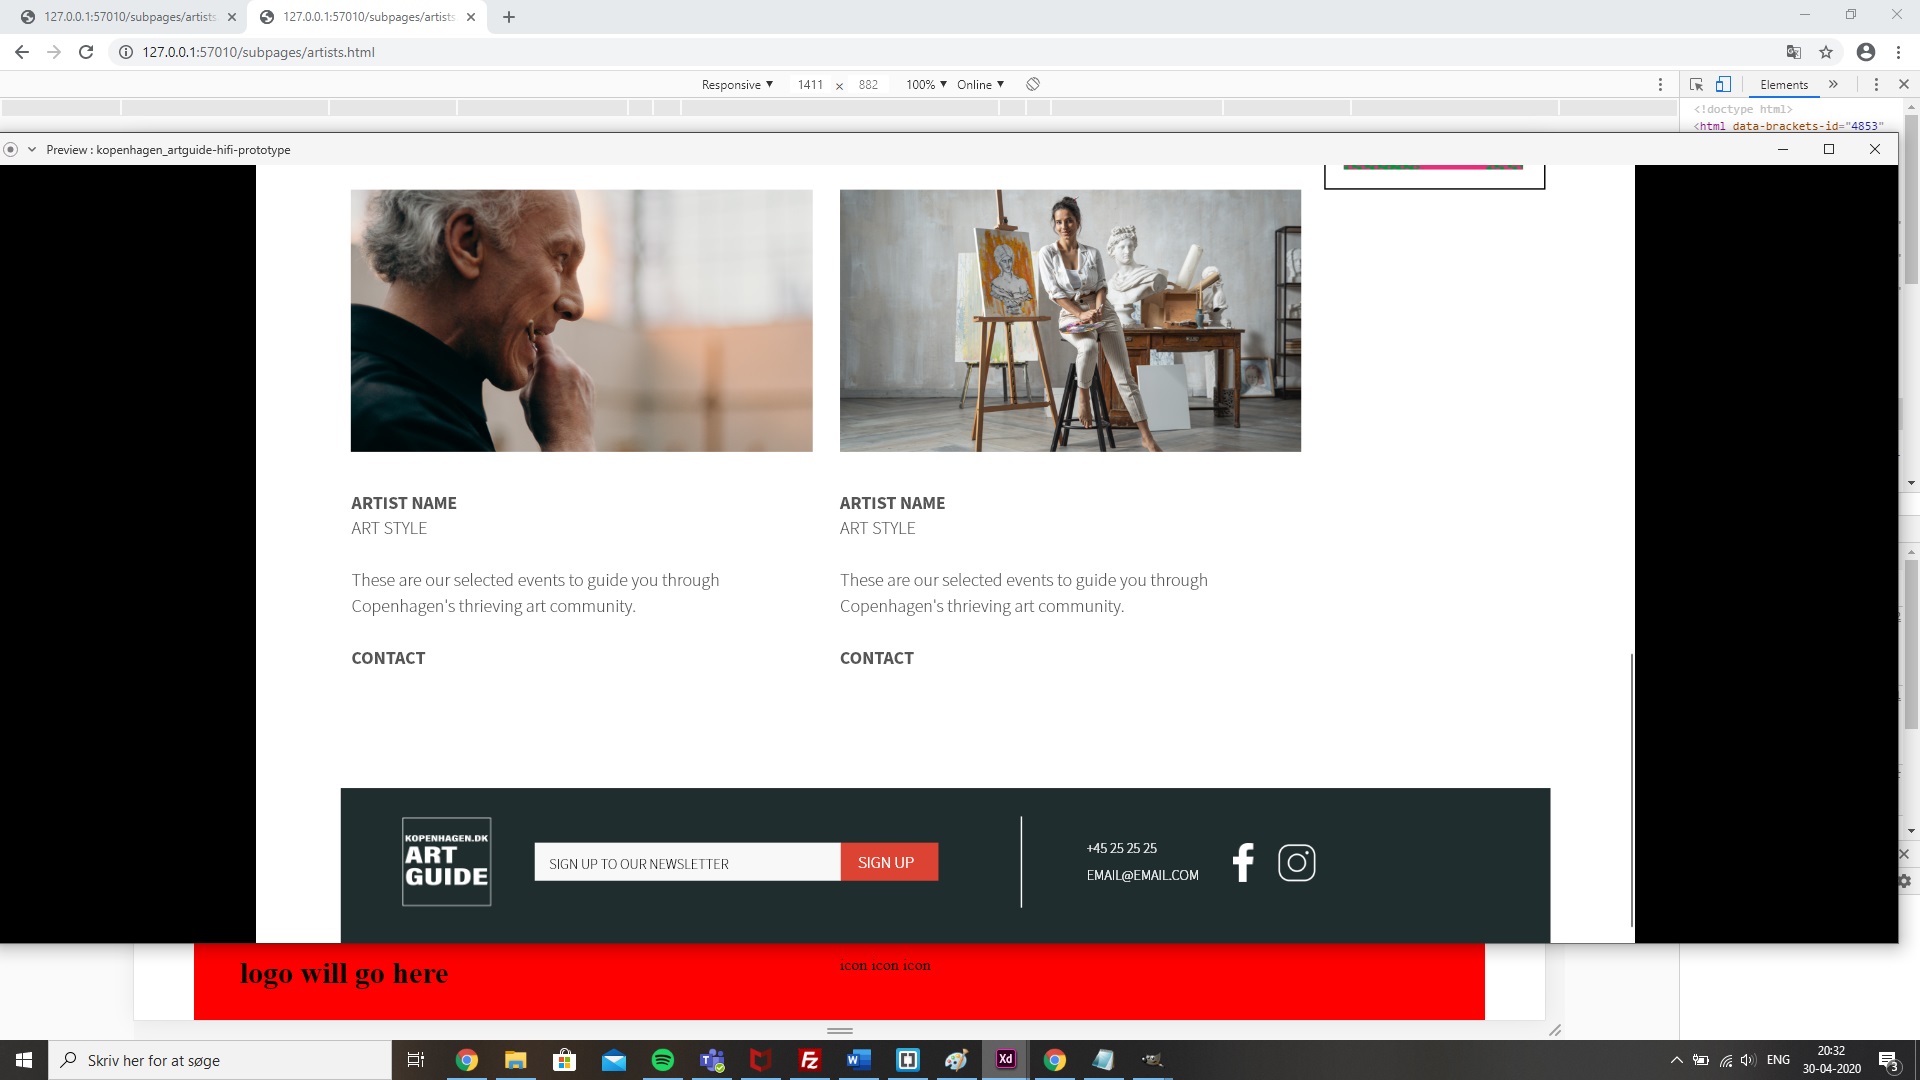 127.0.0.1:57010/subpages/artists
127.0.0.1:57010/subpages/artists
127.0.0.1:57010/subpages/artists.html
Responsive
1411 x 882
100%
Online
Elements
<!doctype html>
<html data-brackets-id="4853"
Preview : kopenhagen_artguide-hifi-prototype
ARTIST NAME
ART STYLE
These are our selected events to guide you through
Copenhagen's thrieving art community.
CONTACT
ARTIST NAME
ART STYLE
These are our selected events to guide you through
Copenhagen's thrieving art community.
CONTACT
KOPENHAGEN.DK
ART
GUIDE
SIGN UP TO OUR NEWSLETTER
SIGN UP
+45 25 25 25
EMAIL@EMAIL.COM
logo will go here
icon icon icon
Skriv her for at søge
Xd
ENG
20:32
30-04-2020
3